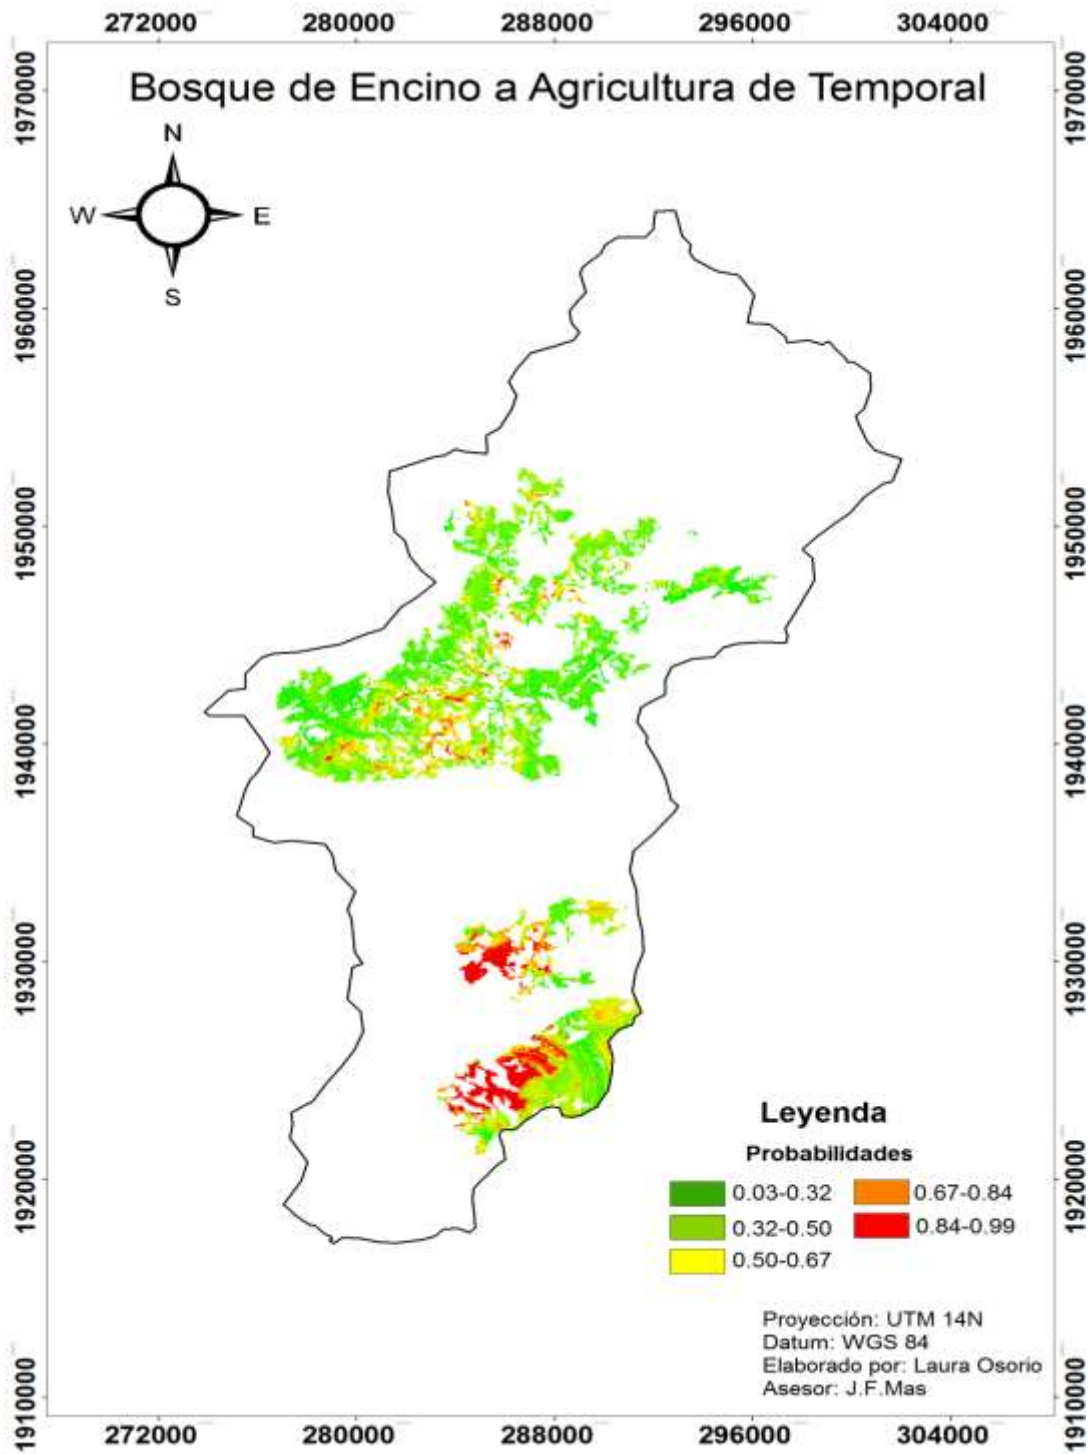 272000 280000 288000 296000 304000
Bosque de Encino a Agricultura de Temporal
N
W E
S
1970000 1970000
1960000 1960000
1950000 1950000
1940000 1940000
1930000 1930000
1920000 1920000
1910000 1910000
Leyenda
Probabilidades
0.03-0.32 0.67-0.84
0.32-0.50 0.84-0.99
0.50-0.67
Proyección: UTM 14N
Datum: WGS 84
Elaborado por: Laura Osorio
Asesor: J.F.Mas
272000 280000 288000 296000 304000